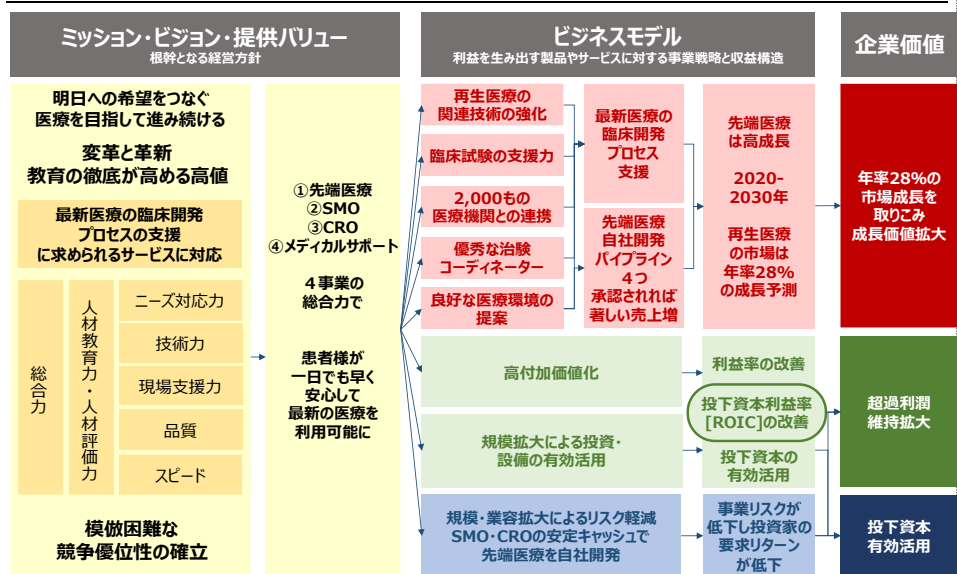 ミッション・ビジョン・提供バリュー
根幹となる経営方針
ビジネスモデル
利益を生み出す製品やサービスに対する事業戦略と収益構造
企業価値
明日への希望をつなぐ
医療を目指して進み続ける
変革と革新
教育の徹底が高める高値
最新医療の臨床開発
プロセスの支援
に求められるサービスに対応
総合力
人材教育力・人材評価力
ニーズ対応力
技術力
現場支援力
品質
スピード
模倣困難な
競争優位性の確立
①先端医療
②SMO
③CRO
④メディカルサポート
４事業の
総合力で
患者様が
一日でも早く
安心して
最新の医療を
利用可能に
再生医療の
関連技術の強化
臨床試験の支援力
2,000もの
医療機関との連携
優秀な治験
コーディネーター
良好な医療環境の
提案
最新医療の
臨床開発
プロセス
支援
先端医療
自社開発
パイプライン
４つ
承認されれば
著しい売上増
先端医療
は高成長
2020-
2030年
再生医療
の市場は
年率28%
の成長予測
年率28%の
市場成長を
取りこみ
成長価値拡大
高付加価値化
利益率の改善
投下資本利益率
[ROIC]の改善
規模拡大による投資・
設備の有効活用
投下資本の
有効活用
超過利潤
維持拡大
規模・業容拡大によるリスク軽減
SMO・CROの安定キャッシュで
先端医療を自社開発
事業リスクが
低下し投資家の
要求リターン
が低下
投下資本
有効活用